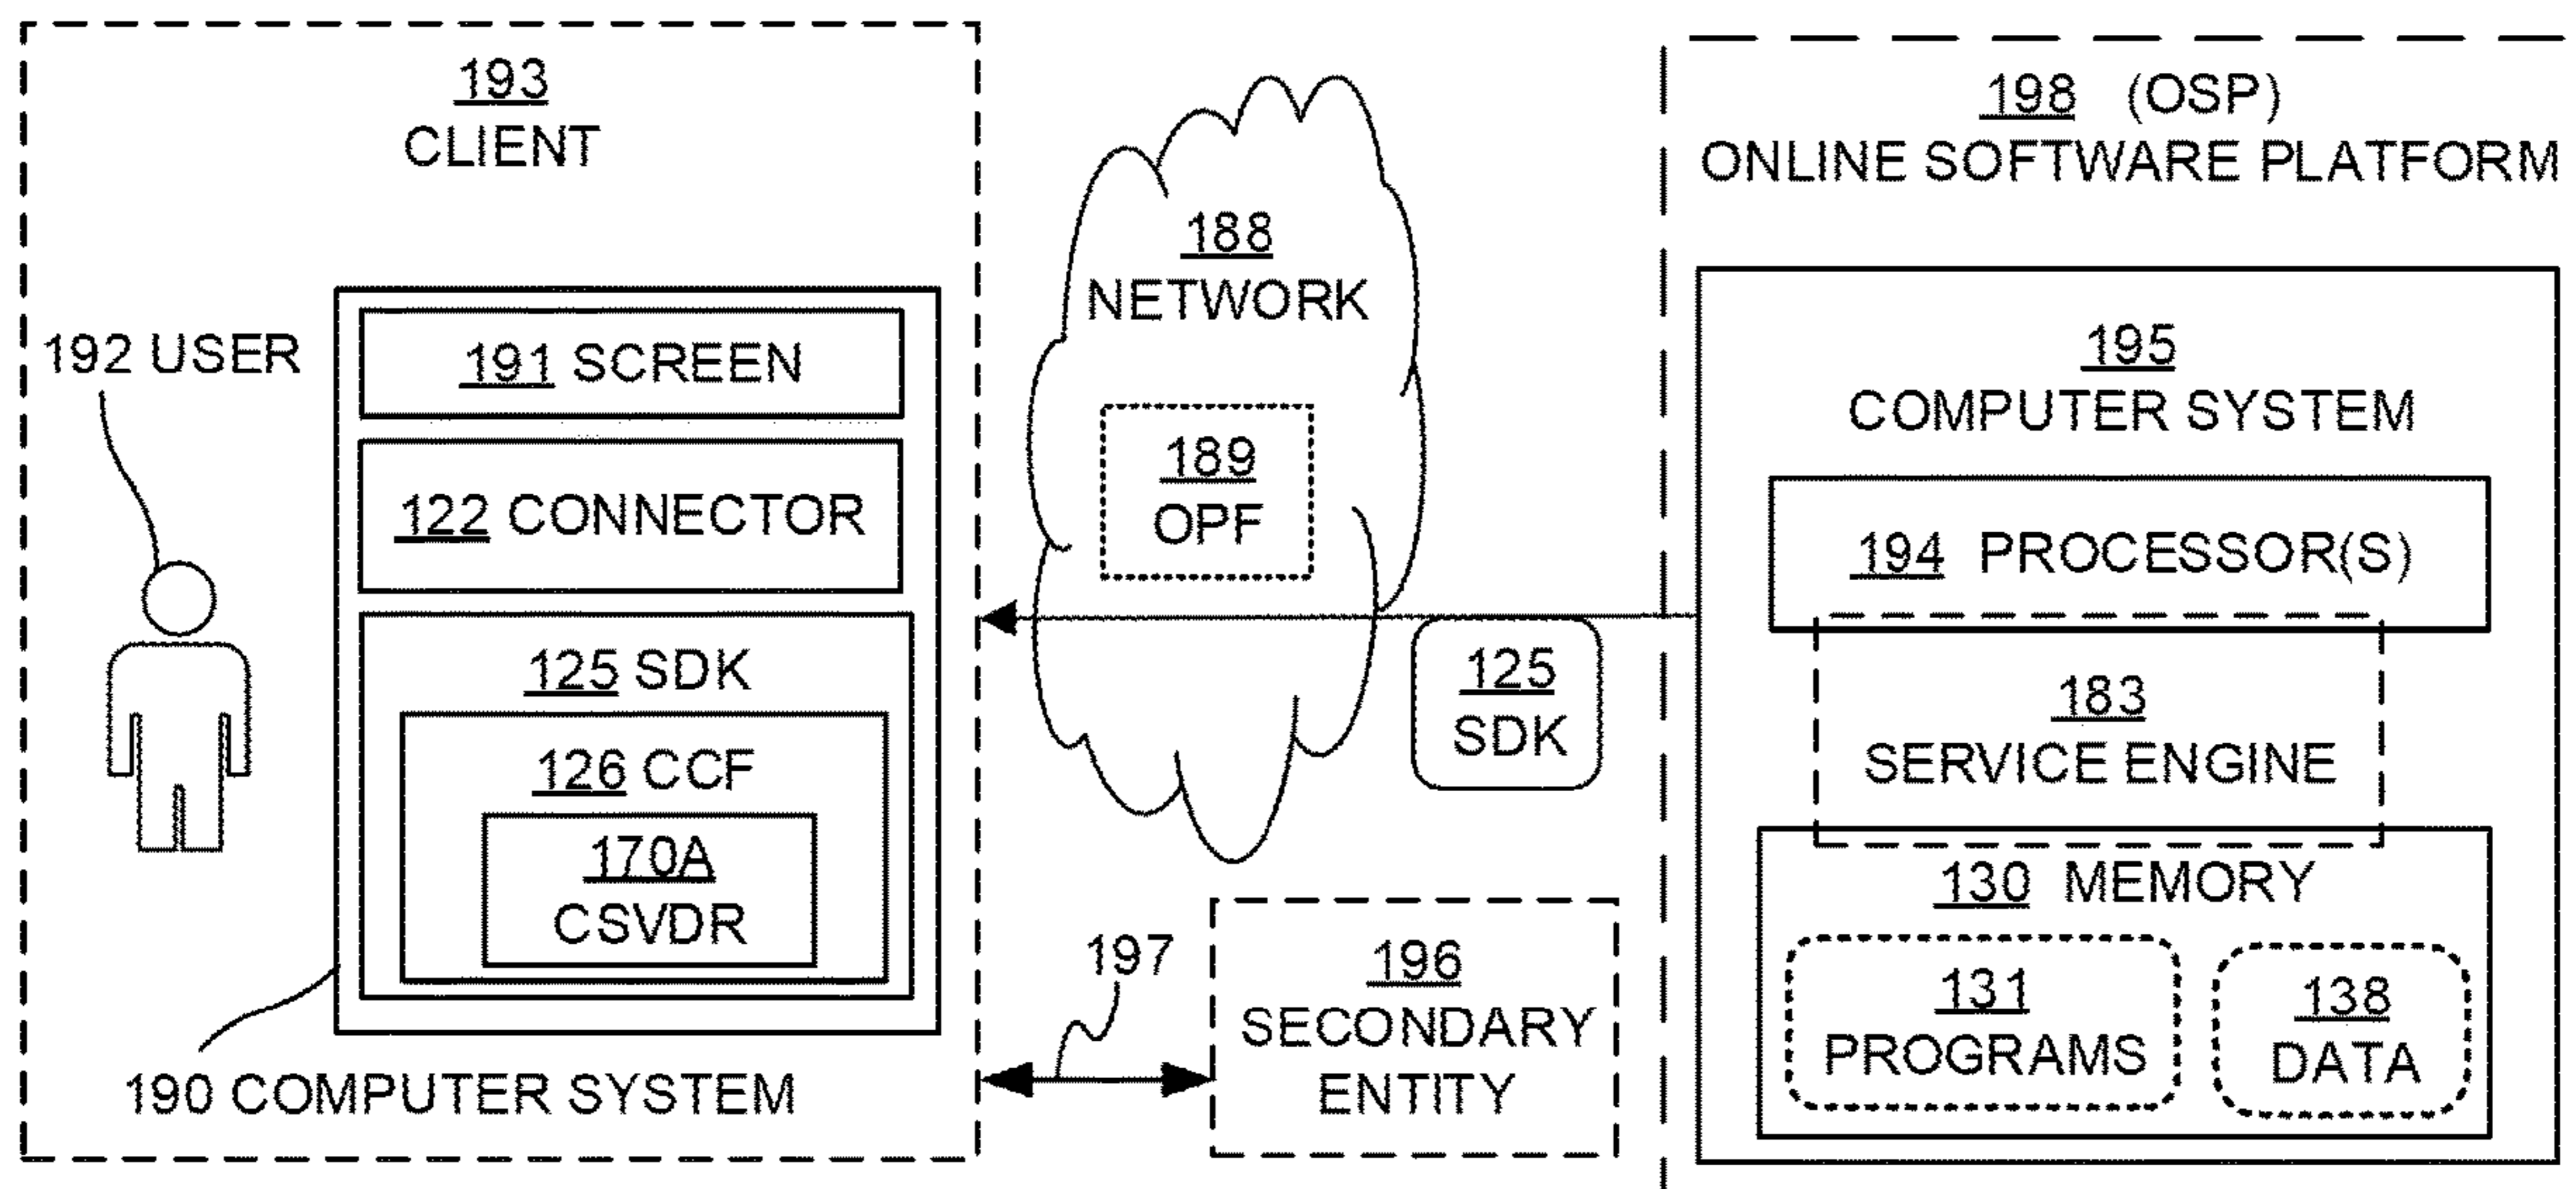 193
CLIENT
192 USER
191 SCREEN
122 CONNECTOR
125 SDK
126 CCF
170A
CSVDR
190 COMPUTER SYSTEM
188
NETWORK
189
OPF
125
SDK
197
196
SECONDARY
ENTITY
198 (OSP)
ONLINE SOFTWARE PLATFORM
195
COMPUTER SYSTEM
194 PROCESSOR(S)
183
SERVICE ENGINE
130 MEMORY
131
PROGRAMS
138
DATA